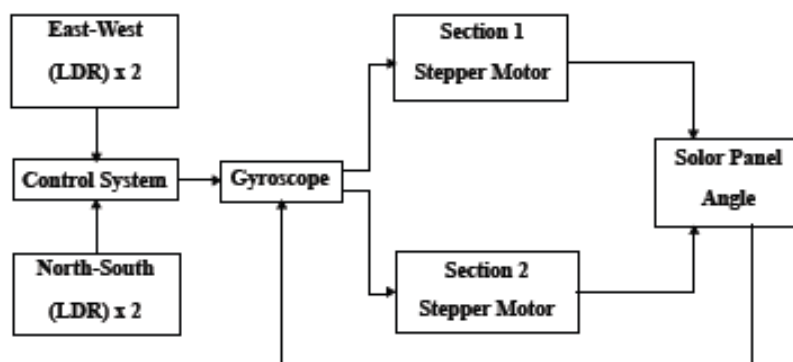 East-West
(LDR) x 2
Control System
North-South
(LDR) x 2
Gyroscope
Section 1
Stepper Motor
Section 2
Stepper Motor
Solor Panel
Angle